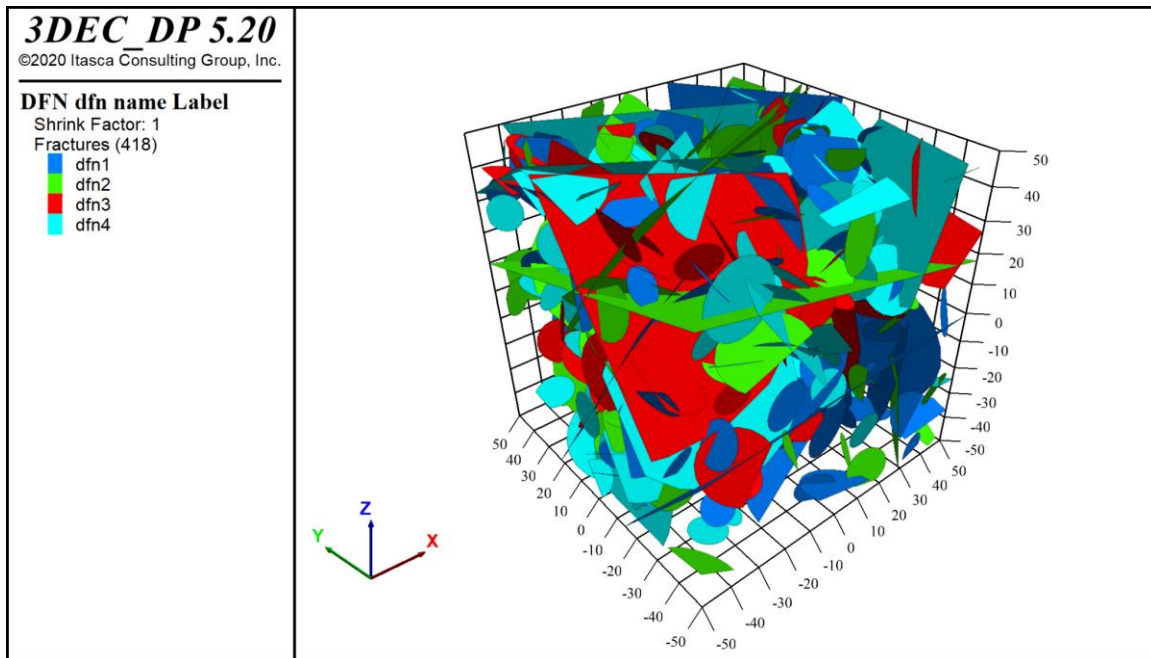 3DEC_DP 5.20
©2020 Itasca Consulting Group, Inc.
DFN dfn name Label
Shrink Factor: 1
Fractures (418)
dfn1
dfn2
dfn3
dfn4
50
40
30
20
10
0
-10
-20
-30
-40
-50
50
40
30
20
10
0
-10
-20
-30
-40
-50
50
40
30
20
10
0
-10
-20
-30
-40
-50
Z
Y
X